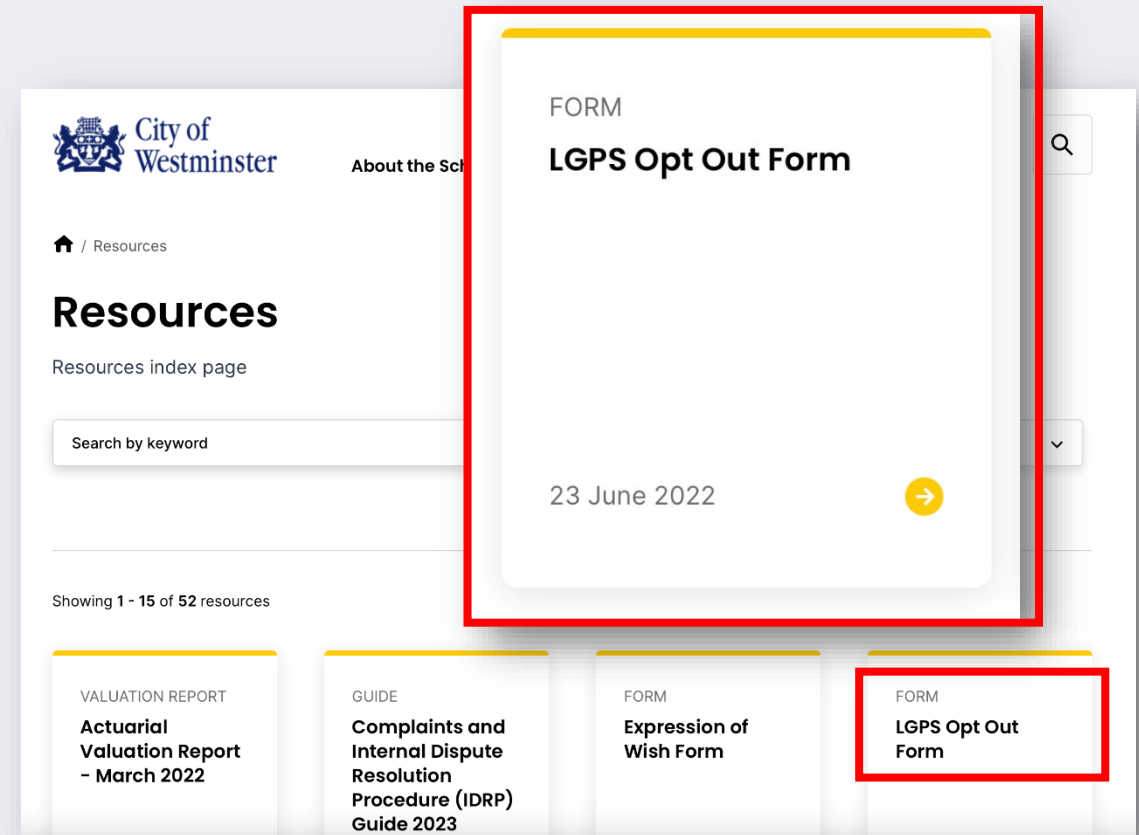 City of
Westminster
About the Sch
/ Resources
Resources
Resources index page
Search by keyword
FORM
LGPS Opt Out Form
23 June 2022
Showing 1 - 15 of 52 resources
VALUATION REPORT
Actuarial
Valuation Report
- March 2022
GUIDE
Complaints and
Internal Dispute
Resolution
Procedure (IDRP)
Guide 2023
FORM
Expression of
Wish Form
FORM
LGPS Opt Out
Form